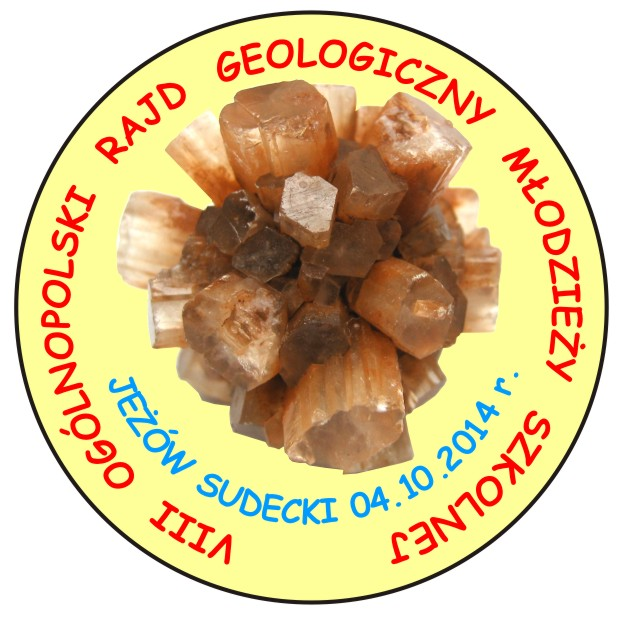 VIII OGÓLNOPOLSKI RAJD GEOLOGICZNY MŁODZIEŻY SZKOLNEJ
JEŻÓW SUDECKI 04.10.2014 r.